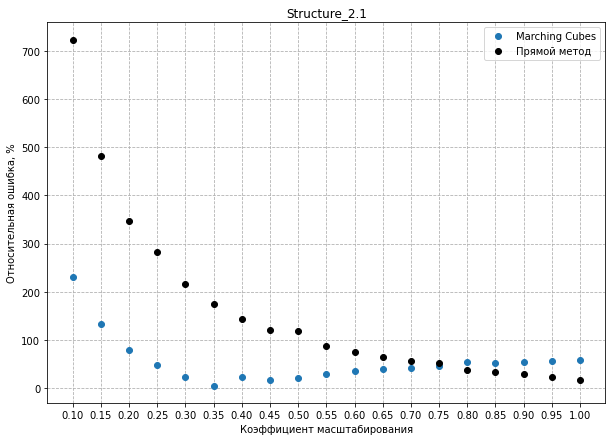 Structure_2.1
Marching Cubes
Прямой метод
Относительная ошибка, %
700
600
500
400
300
200
100
0
0.10 0.15 0.20 0.25 0.30 0.35 0.40 0.45 0.50 0.55 0.60 0.65 0.70 0.75 0.80 0.85 0.90 0.95 1.00
Коэффициент масштабирования